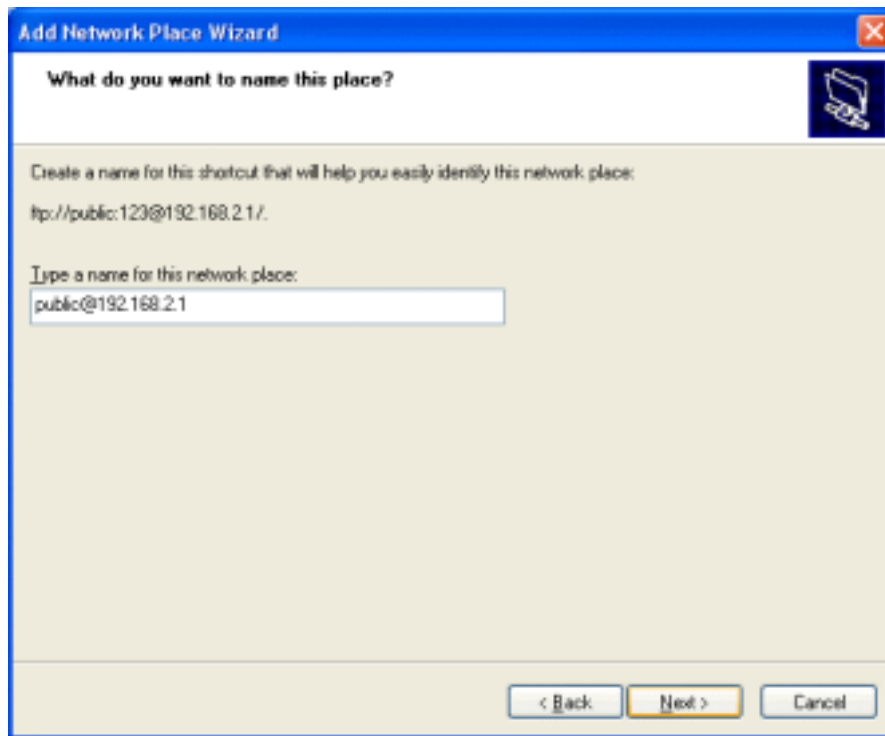 Add Network Place Wizard
What do you want to name this place?
Create a name for this shortcut that will help you easily identify this network place:
ftp://public:123@192.168.2.1/.
Type a name for this network place:
public@192.168.2.1
< Back
Next >
Cancel